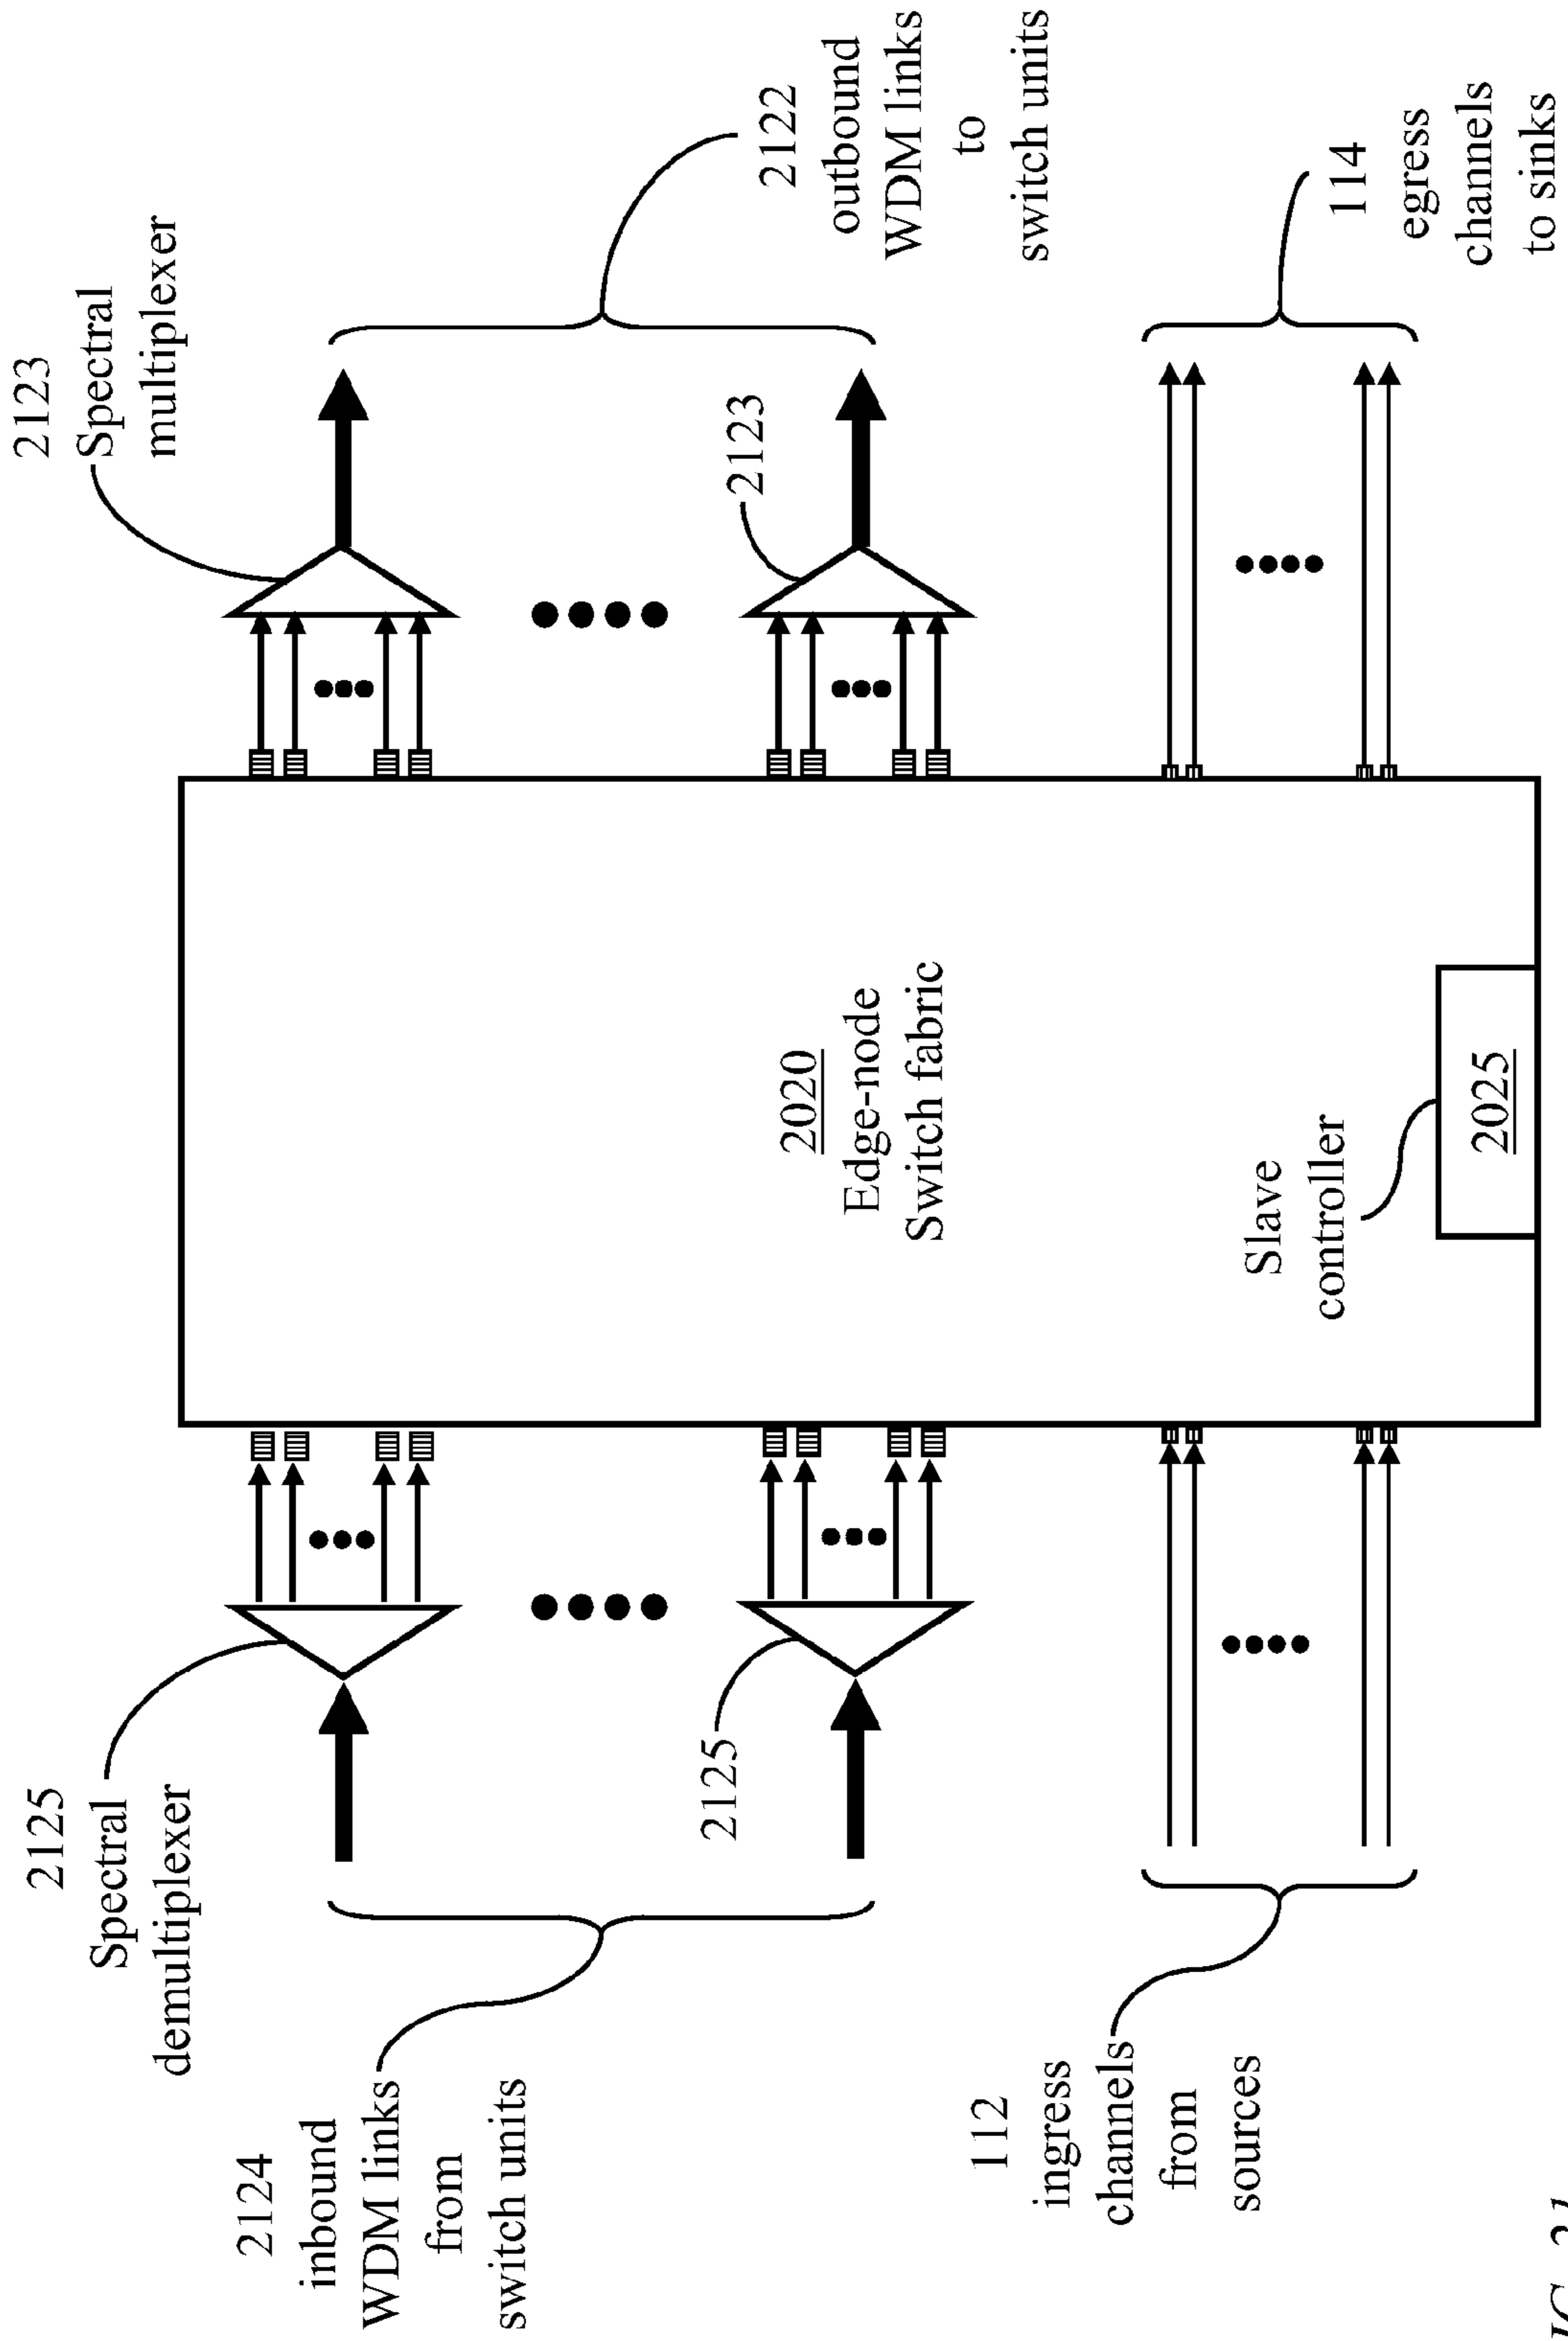 2125
Spectral
demultiplexer
2123
Spectral
multiplexer
2124
inbound
WDM links
from
switch units
2125
2020
Edge-node
Switch fabric
2123
2122
outbound
WDM links
to
switch units
112
ingress
channels
from
sources
Slave
controller
2025
114
egress
channels
to sinks